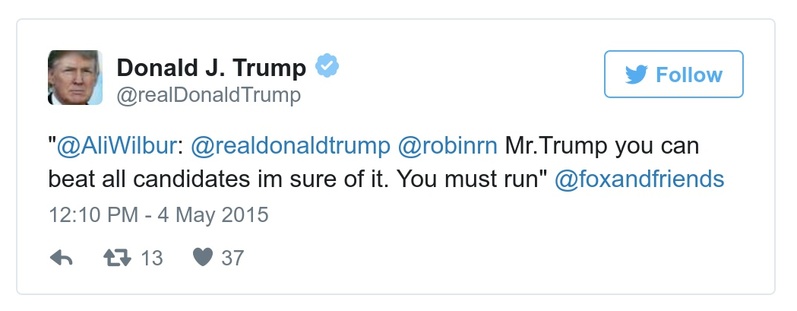 Donald J. Trump
@realDonaldTrump
Follow
"@AliWilbur: @realdonaldtrump @robinrn Mr.Trump you can
beat all candidates im sure of it. You must run" @foxandfriends
12:10 PM - 4 May 2015
13 37